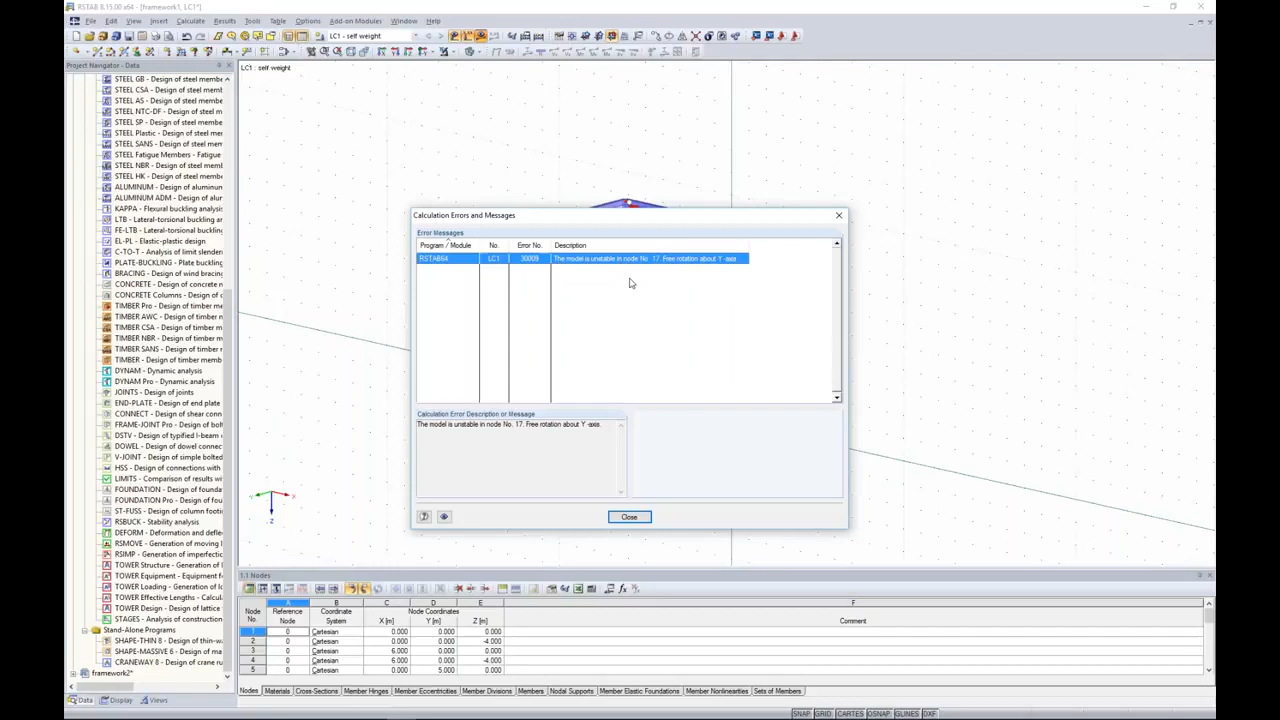 RSTAB 8.15.00 x64 - [framework1, LC1*]
File Edit View Insert Calculate Results Tools Table Options Add-on Modules Window Help
LC1 - self weight
Project Navigator - Data
LC1 : self weight
STEEL GB - Design of steel membe
STEEL CSA - Design of steel memb
STEEL AS - Design of steel membe
STEEL NTC-DF - Design of steel
STEEL SP - Design of steel membe
STEEL Plastic - Design of steel me
STEEL SANS - Design of steel mem
STEEL Fatigue Members - Fatigue
STEEL NBR - Design of steel mem
STEEL HK - Design of steel membe
ALUMINUM - Design of aluminun
ALUMINUM ADM - Design of alun
KAPPA - Flexural buckling analysi
LTB - Lateral-torsional buckling ar
FE-LTB - Lateral-torsional bucklin
EL-PL - Elastic-plastic design
C-TO-T - Analysis of limit slender
PLATE-BUCKLING - Plate buckling
BRACING - Design of wind bracing
CONCRETE - Design of concrete m
CONCRETE Columns - Design of c
TIMBER Pro - Design of timber me
TIMBER AWC - Design of timber m
TIMBER CSA - Design of timber me
TIMBER NBR - Design of timber m
TIMBER SANS - Design of timber m
TIMBER - Design of timber memb
DYNAM - Dynamic analysis
DYNAM Pro - Dynamic analysis
JOINTS - Design of joints
END-PLATE - Design of end plate
CONNECT - Design of shear conne
FRAME-JOINT Pro - Design of bolt
DSTV - Design of typified I-beam c
DOWEL - Design of dowel connect
V-JOINT - Design of simple bolted
HSS - Design of connections with
LIMITS - Comparison of results wi
FOUNDATION - Design of founda
FOUNDATION Pro - Design of foun
ST-FUSS - Design of column footin
RSBUCK - Stability analysis
DEFORM - Deformation and deflec
RSMOVE - Generation of moving l
RSIMP - Generation of imperfectio
TOWER Structure - Generation of l
TOWER Equipment - Equipment fo
TOWER Loading - Generation of lo
TOWER Effective Lengths - Calcula
TOWER Design - Design of lattice
STAGES - Analysis of construction
Stand-Alone Programs
SHAPE-THIN 8 - Design of thin-wa
SHAPE-MASSIVE 6 - Design of ma
CRANEWAY 8 - Design of crane ru
framework2*
Data Display Views
Calculation Errors and Messages
Error Messages
Program / Module No. Error No. Description
RSTAB64 LC1 30009 The model is unstable in node No. 17. Free rotation about Y -axis
Calculation Error Description or Message
The model is unstable in node No. 17. Free rotation about Y -axis.
Close
X
Y
Z
1.1 Nodes
A B C D E F
Node Reference Coordinate Node Coordinates
No. Node System X [m] Y [m] Z [m] Comment
1 0 Cartesian 0.000 0.000 0.000
2 0 Cartesian 0.000 0.000 -4.000
3 0 Cartesian 6.000 0.000 0.000
4 0 Cartesian 6.000 0.000 -4.000
5 0 Cartesian 0.000 5.000 0.000
Nodes Materials Cross-Sections Member Hinges Member Eccentricities Member Divisions Members Nodal Supports Member Elastic Foundations Member Nonlinearities Sets of Members
SNAP GRID CARTES OSNAP GLINES DXF